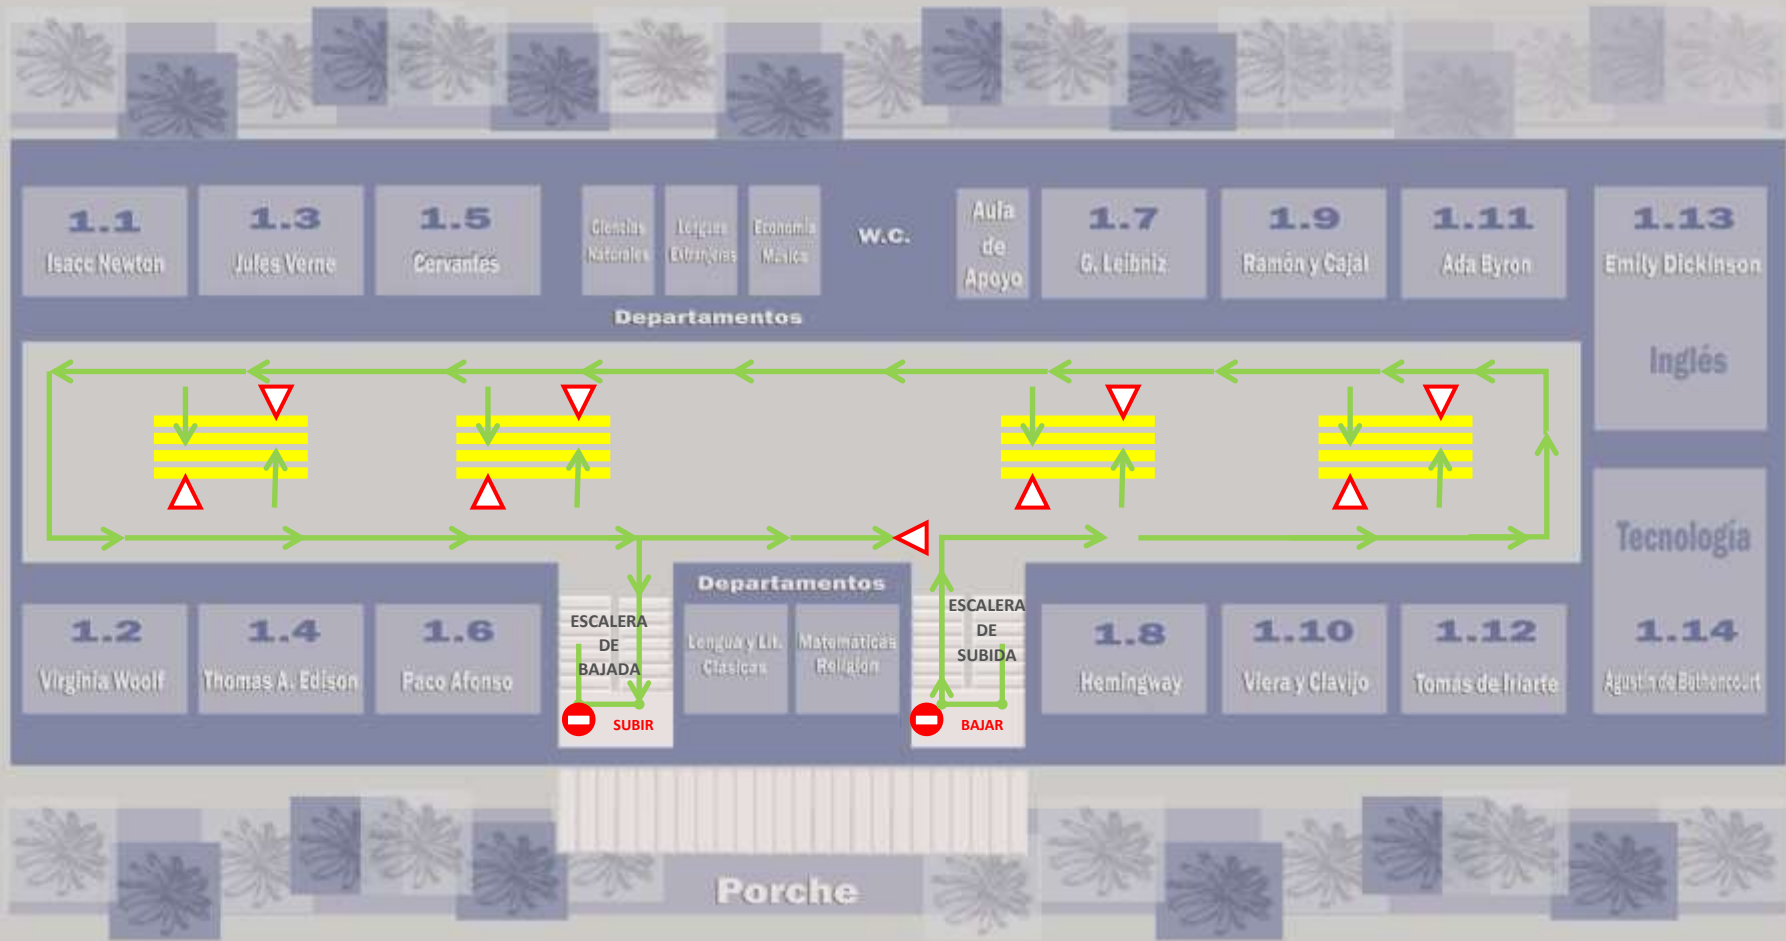 1.1
Isacc Newton
1.3
Jules Verne
1.5
Cervantes
Ciencias
Naturales
Lenguas
Extranjeras
Economía
Música
Departamentos
W.C.
Aula
de
Apoyo
1.7
G. Leibniz
1.9
Ramón y Cajal
1.11
Ada Byron
1.13
Emily Dickinson
Inglés
Tecnología
1.14
Agustín de Bethencourt
1.2
Virginia Woolf
1.4
Thomas A. Edison
1.6
Paco Afonso
ESCALERA
DE
BAJADA
SUBIR
Departamentos
Lengua y Lit.
Clásicas
Matemáticas
Religión
ESCALERA
DE
SUBIDA
BAJAR
1.8
Hemingway
1.10
Viera y Clavijo
1.12
Tomas de Iriarte
Porche